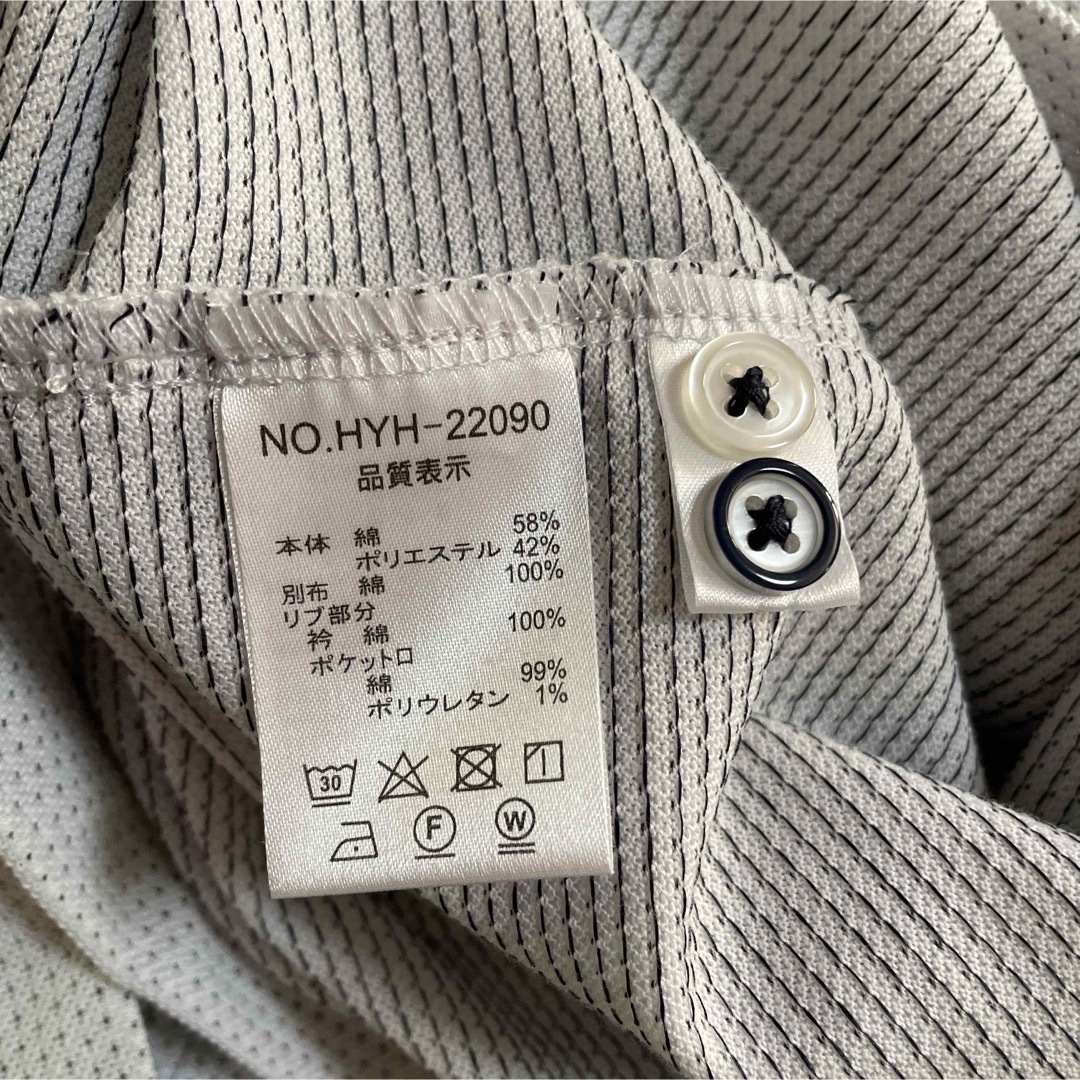 NO.HYH-22090
品質表示
本体 綿 58%
ポリエステル 42%
別布 綿 100%
リブ部分
衿 綿 100%
ポケット口
綿 99%
ポリウレタン 1%
30
F W